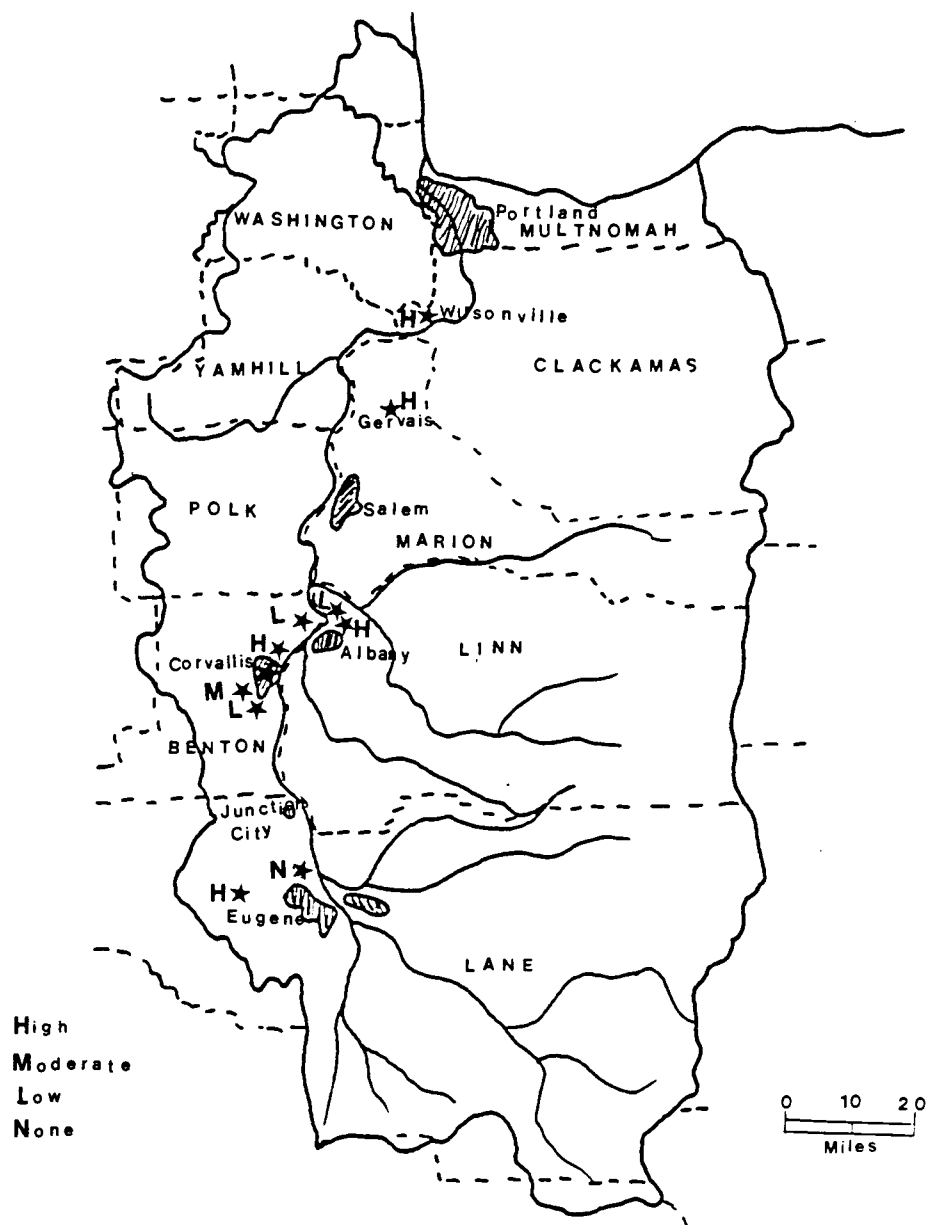 Portland
WASHINGTON
MULTNOMAH
H Wilsonville
YAMHILL
CLACKAMAS
H
Gervais
POLK
Salem
MARION
L
L
H
H
Albany
LINN
Corvallis
M
L
BENTON
Junction
City
N
H
Eugene
LANE
High
Moderate
Low
None
0 10 20
Miles